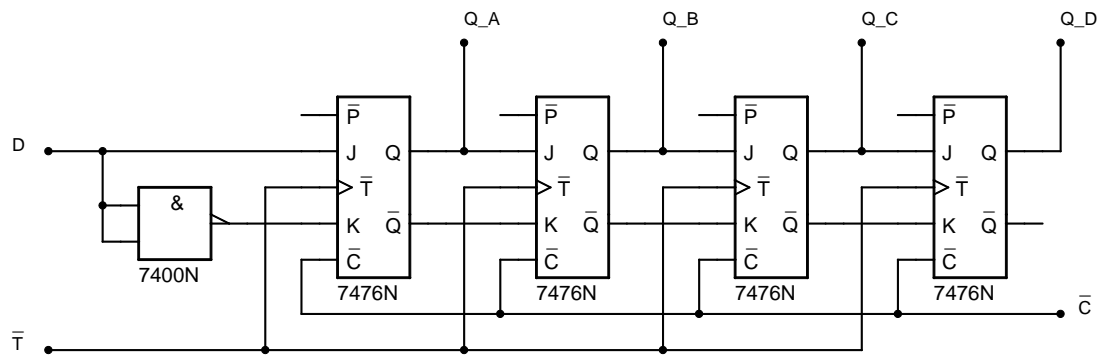 Q_A Q_B Q_C Q_D
P̅ P̅ P̅ P̅
D J Q J Q J Q J Q
T̅ T̅ T̅ T̅
&
K Q̅ K Q̅ K Q̅ K Q̅
C̅ C̅ C̅ C̅
7400N 7476N 7476N 7476N 7476N
C̅
T̅